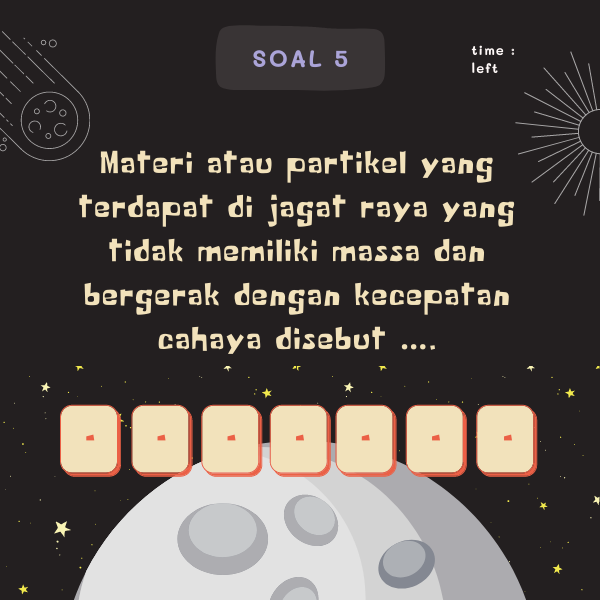 SOAL 5
time :
left
Materi atau partikel yang
terdapat di jagat raya yang
tidak memiliki massa dan
bergerak dengan kecepatan
cahaya disebut ....
- - - - - - -